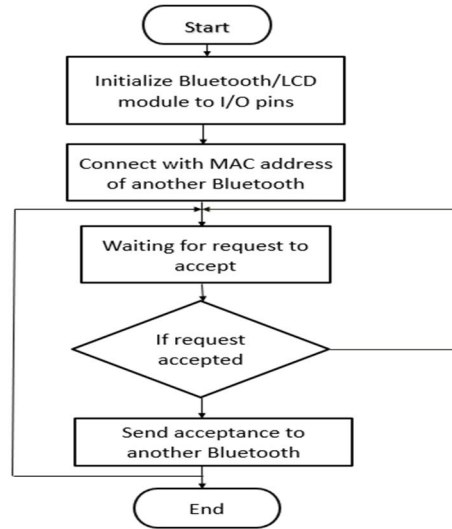 Start
Initialize Bluetooth/LCD
module to I/O pins
Connect with MAC address
of another Bluetooth
Waiting for request to
accept
If request
accepted
Send acceptance to
another Bluetooth
End